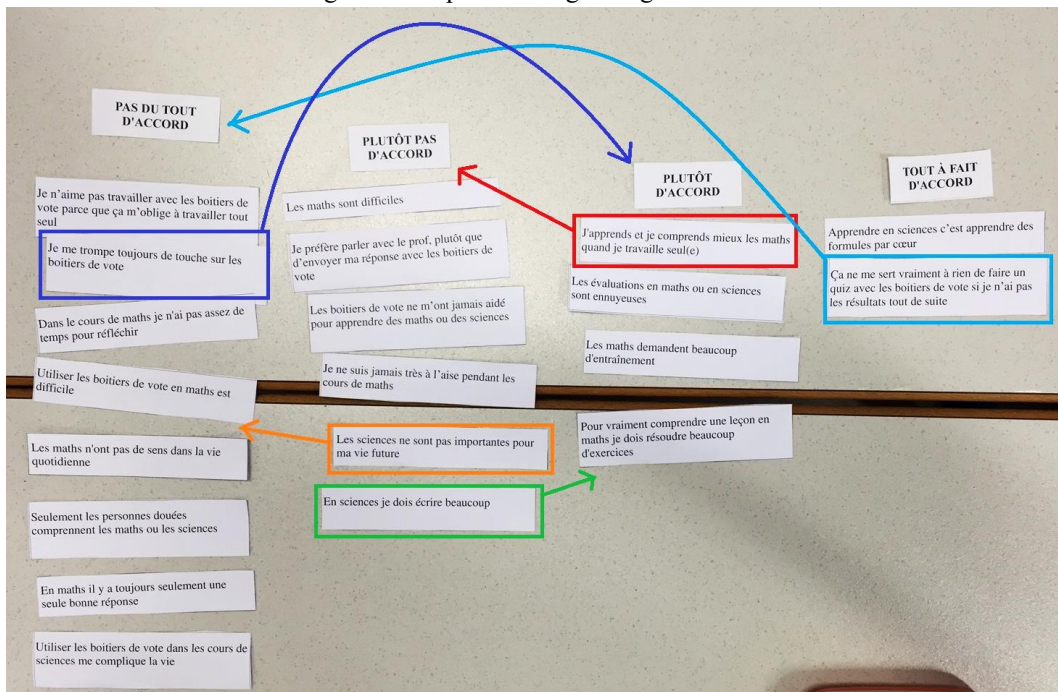 PAS DU TOUT
D'ACCORD
Je n’aime pas travailler avec les boitiers de
vote parce que ça m’oblige à travailler tout
seul
Je me trompe toujours de touche sur les
boitiers de vote
Dans le cours de maths je n'ai pas assez de
temps pour réfléchir
Utiliser les boitiers de vote en maths est
difficile
Les maths n'ont pas de sens dans la vie
quotidienne
Seulement les personnes douées
comprennent les maths ou les sciences
En maths il y a toujours seulement une
seule bonne réponse
Utiliser les boitiers de vote dans les cours de
sciences me complique la vie
PLUTÔT PAS
D'ACCORD
Les maths sont difficiles
Je préfère parler avec le prof, plutôt que
d’envoyer ma réponse avec les boitiers de
vote
Les boitiers de vote ne m’ont jamais aidé
pour apprendre des maths ou des sciences
Je ne suis jamais très à l'aise pendant les
cours de maths
Les sciences ne sont pas importantes pour
ma vie future
En sciences je dois écrire beaucoup
PLUTÔT
D'ACCORD
J'apprends et je comprends mieux les maths
quand je travaille seul(e)
Les évaluations en maths ou en sciences
sont ennuyeuses
Les maths demandent beaucoup
d'entraînement
Pour vraiment comprendre une leçon en
maths je dois résoudre beaucoup
d'exercices
TOUT À FAIT
D'ACCORD
Apprendre en sciences c’est apprendre des
formules par cœur
Ça ne me sert vraiment à rien de faire un
quiz avec les boitiers de vote si je n’ai pas
les résultats tout de suite